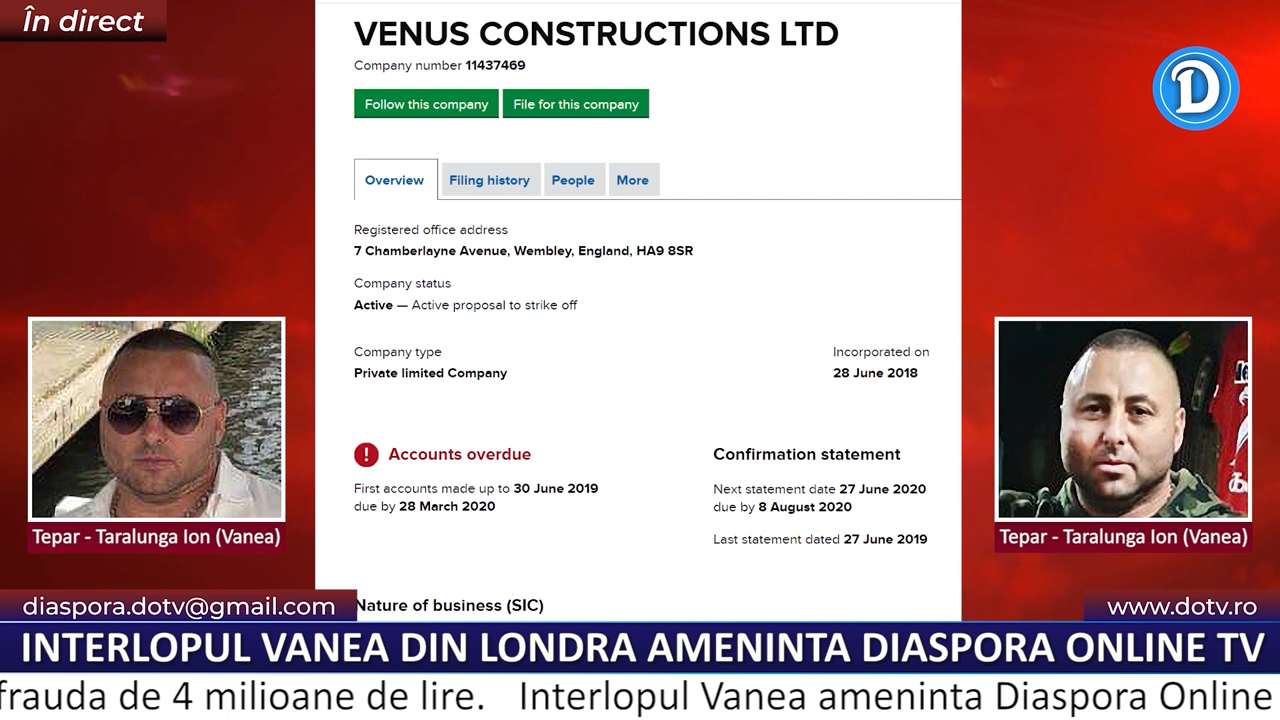 În direct
VENUS CONSTRUCTIONS LTD
Company number 11437469
D
Follow this company
File for this company
Overview
Filing history
People
More
Registered office address
7 Chamberlayne Avenue, Wembley, England, HA9 8SR
Company status
Active — Active proposal to strike off
Company type
Incorporated on
Private limited Company
28 June 2018
! Accounts overdue
Confirmation statement
First accounts made up to 30 June 2019
due by 28 March 2020
Next statement date 27 June 2020
due by 8 August 2020
Last statement dated 27 June 2019
Tepar - Taralunga Ion (Vanea)
Tepar - Taralunga Ion (Vanea)
Nature of business (SIC)
diaspora.dotv@gmail.com
www.dotv.ro
INTERLOPUL VANEA DIN LONDRA AMENINTA DIASPORA ONLINE TV
frauda de 4 milioane de lire. Interlopul Vanea ameninta Diaspora Online